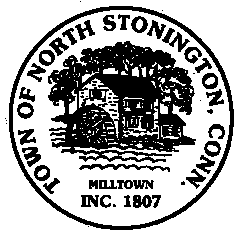 TOWN OF NORTH STONINGTON, CONN.
MILLTOWN
INC. 1807